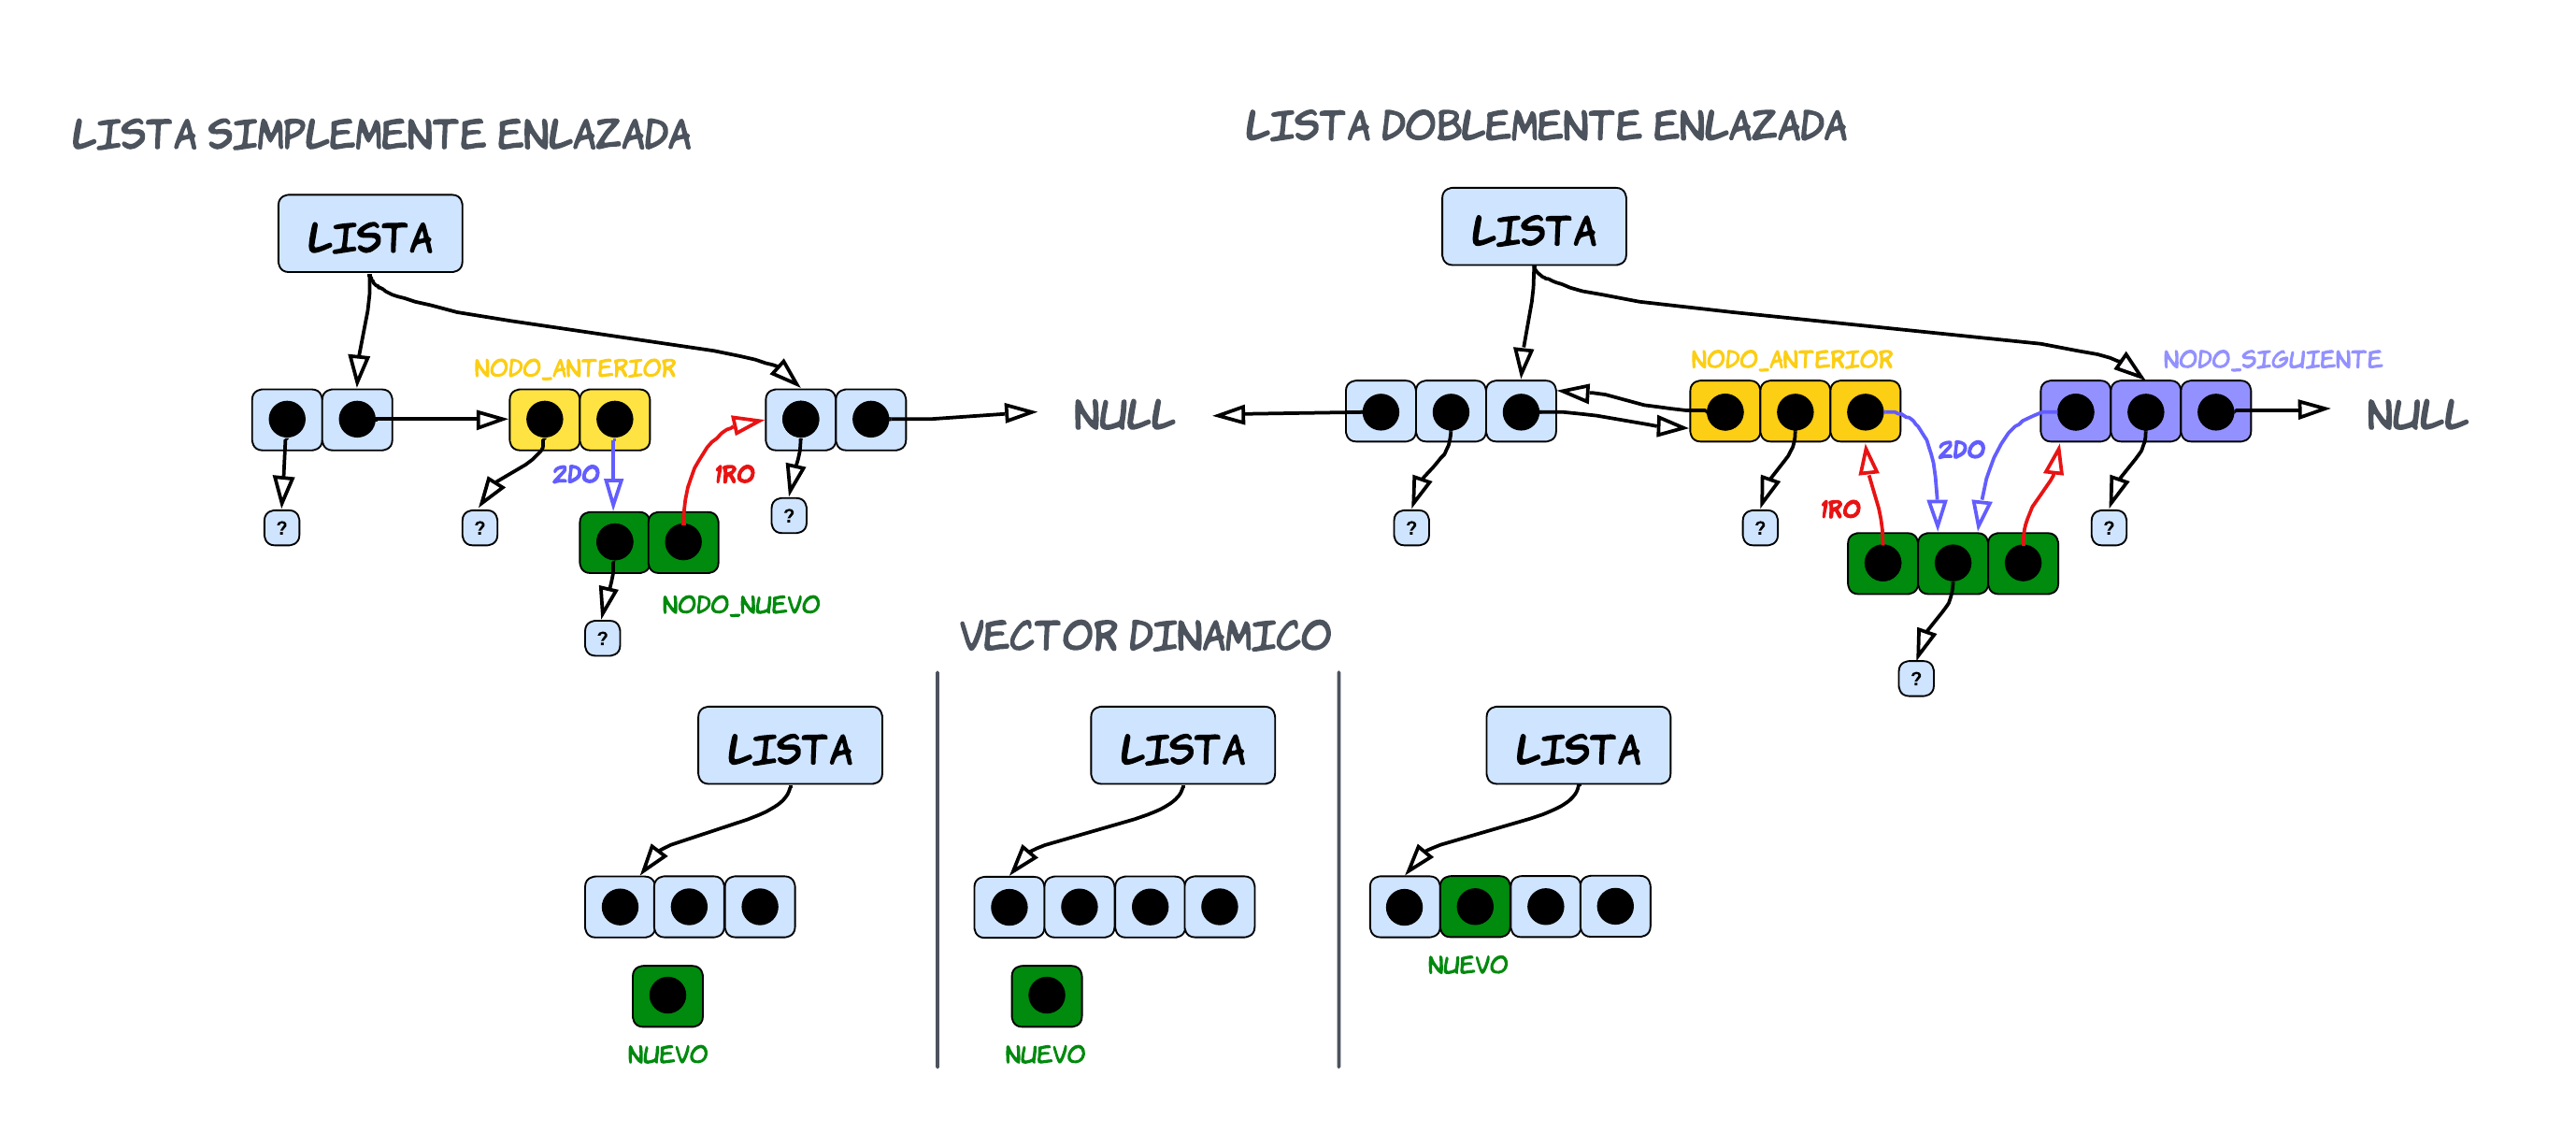 LISTA SIMPLEMENTE ENLAZADA
LISTA
NODO_ANTERIOR
NULL
2DO
1RO
?
?
?
NODO_NUEVO
?
LISTA DOBLEMENTE ENLAZADA
LISTA
NODO_ANTERIOR
NODO_SIGUIENTE
NULL
2DO
1RO
?
?
?
?
VECTOR DINAMICO
LISTA
NUEVO
LISTA
NUEVO
LISTA
NUEVO